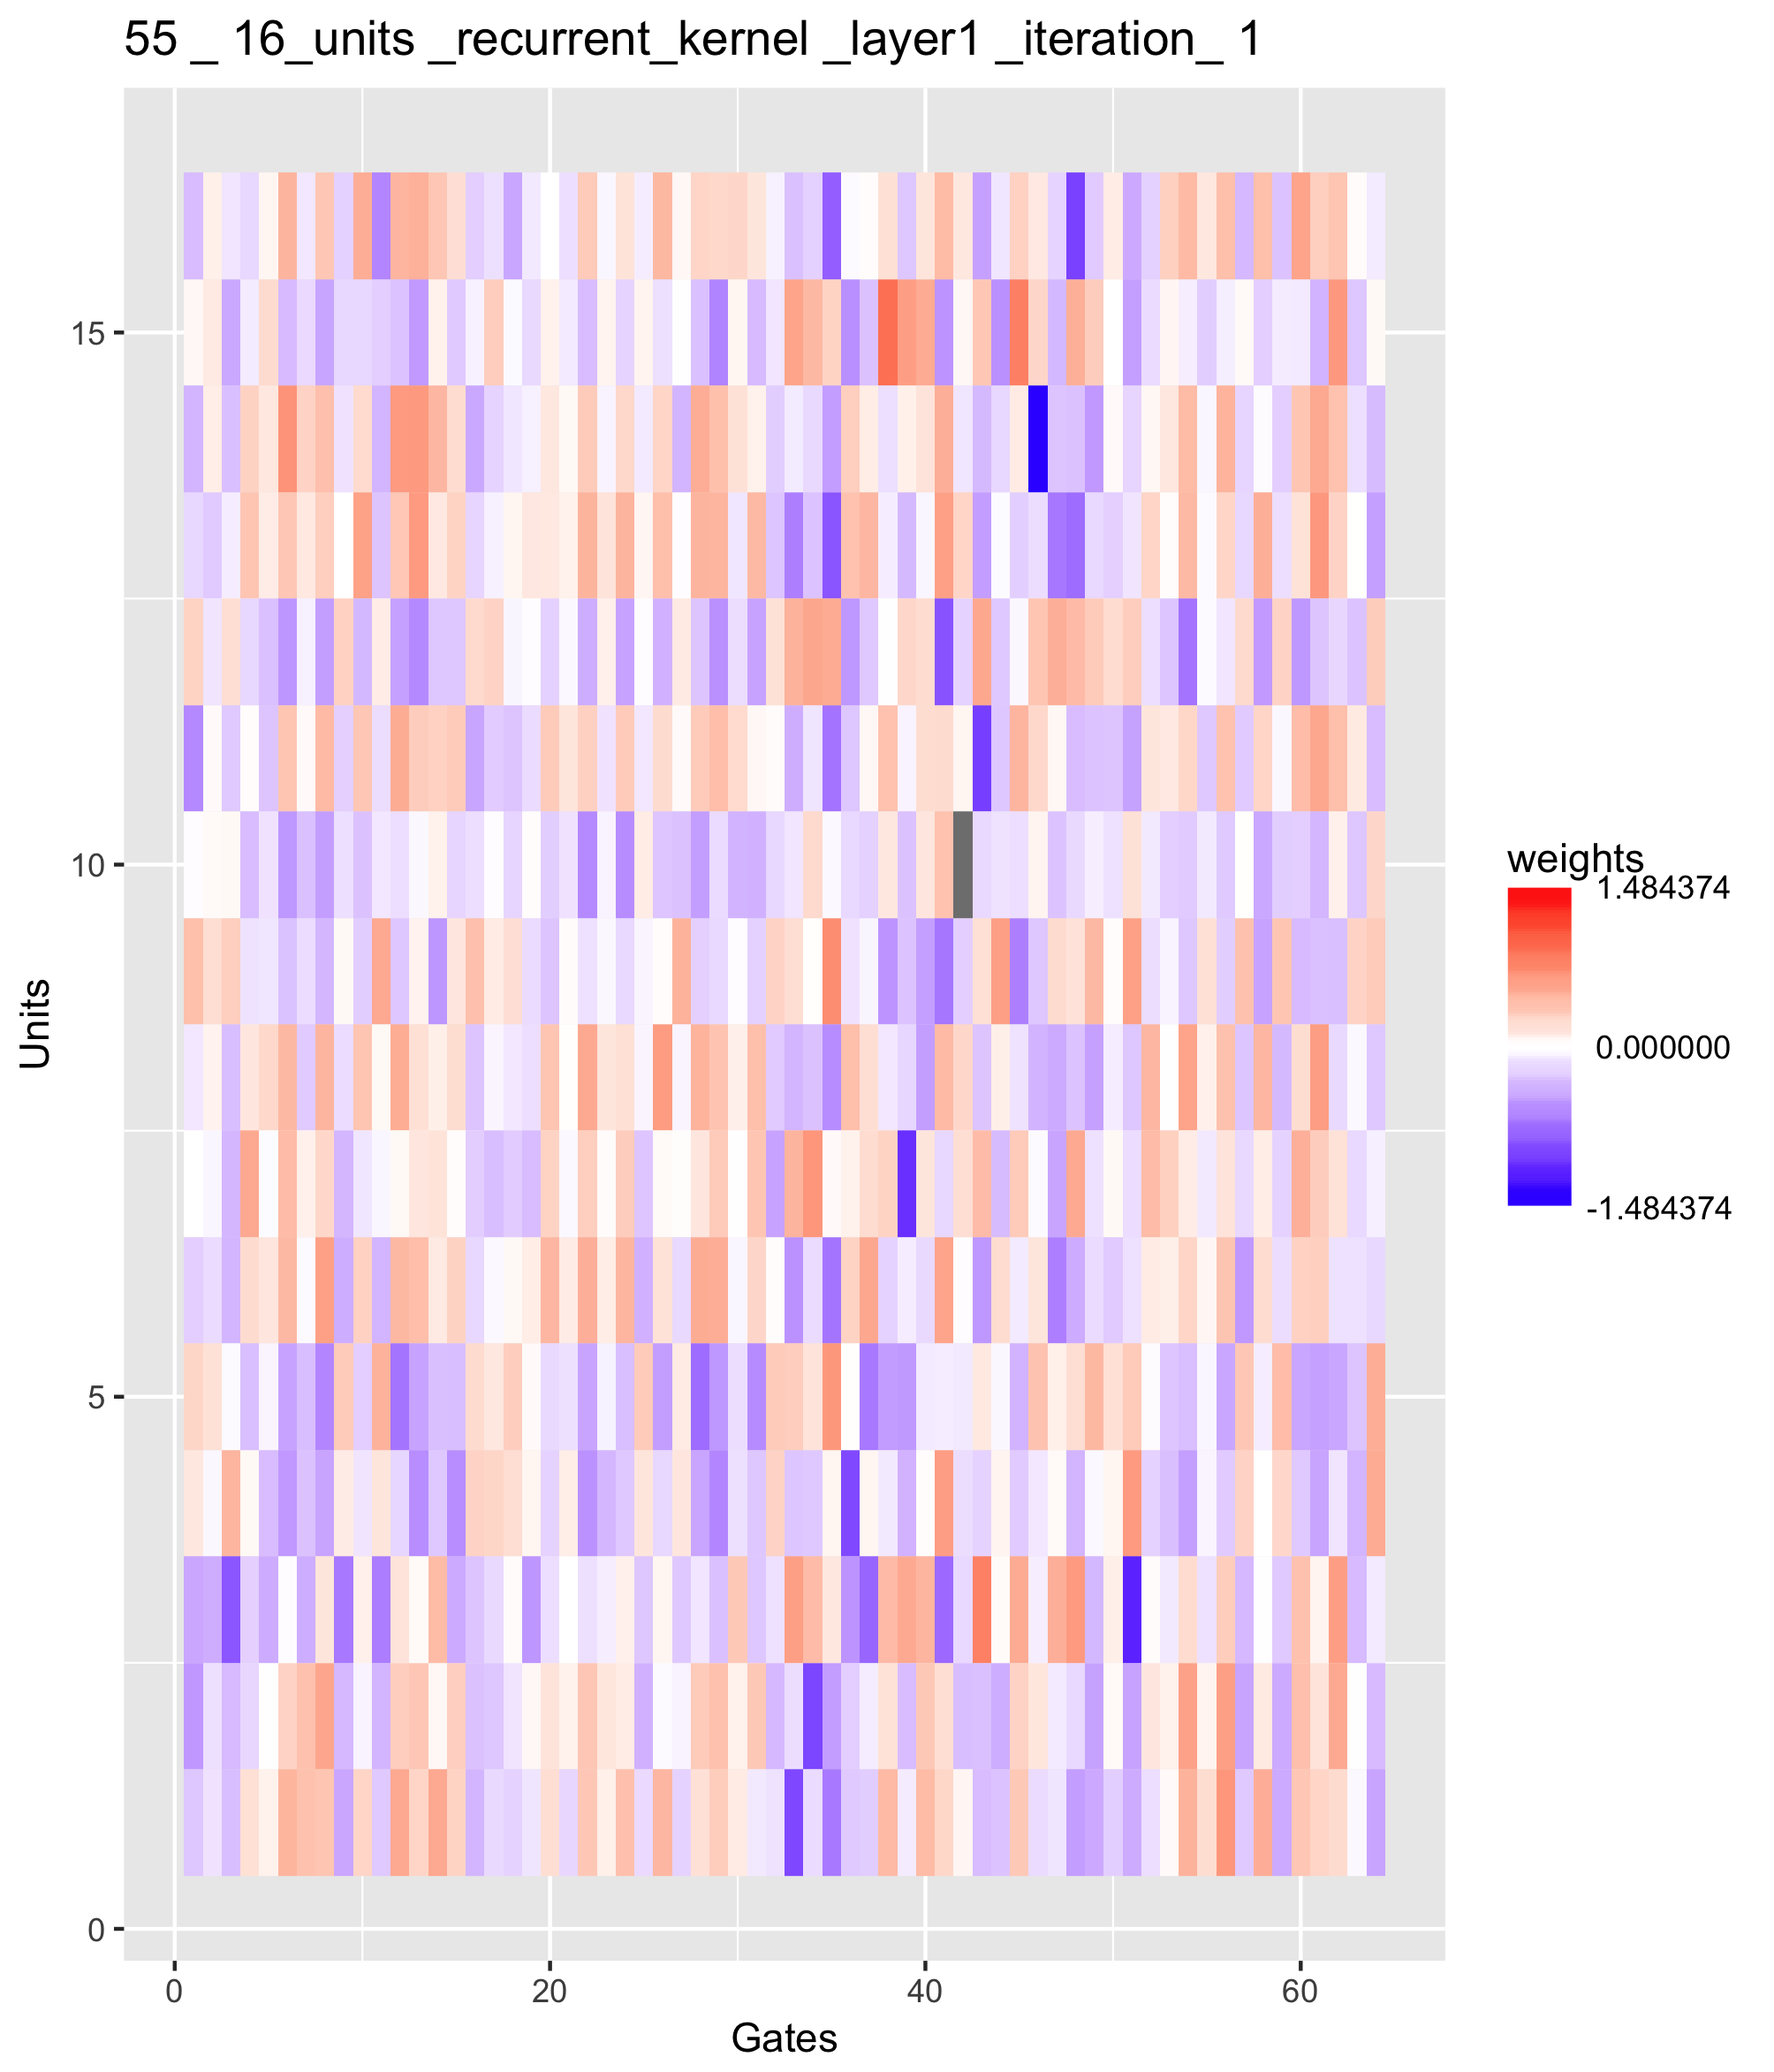 55 _ 16_units _recurrent_kernel _layer1 _iteration_ 1
15
10
5
0
Units
0
20
40
60
Gates
weights
1.484374
0.000000
-1.484374